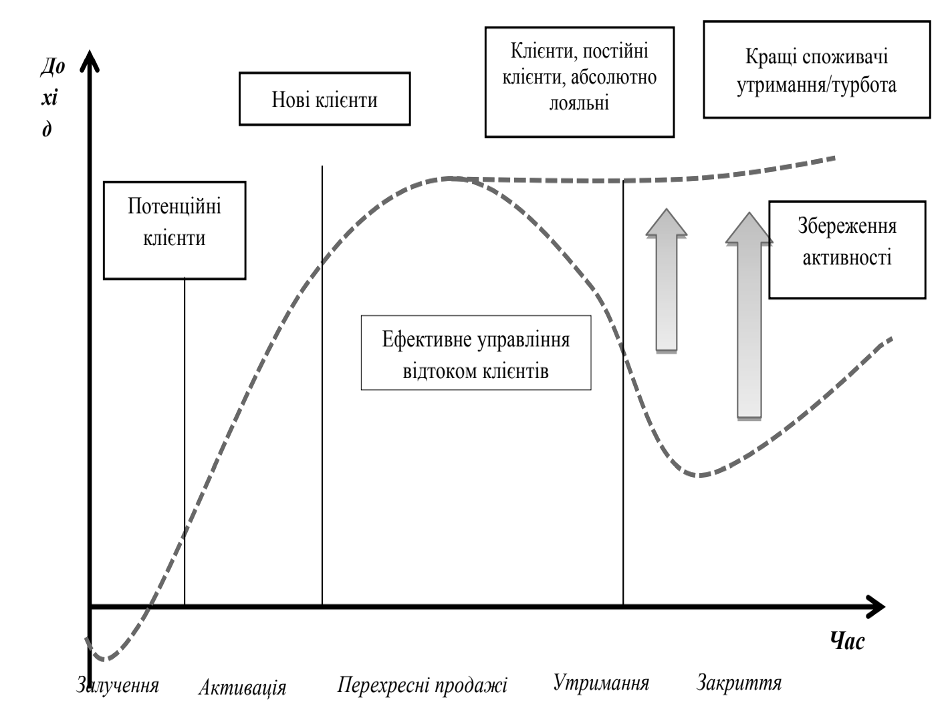 До
хі
д
Нові клієнти
Клієнти, постійні
клієнти, абсолютно
лояльні
Кращі споживачі
утримання/турбота
Потенційні
клієнти
Збереження
активності
Ефективне управління
відтоком клієнтів
Час
Залучення
Активація
Перехресні продажі
Утримання
Закриття